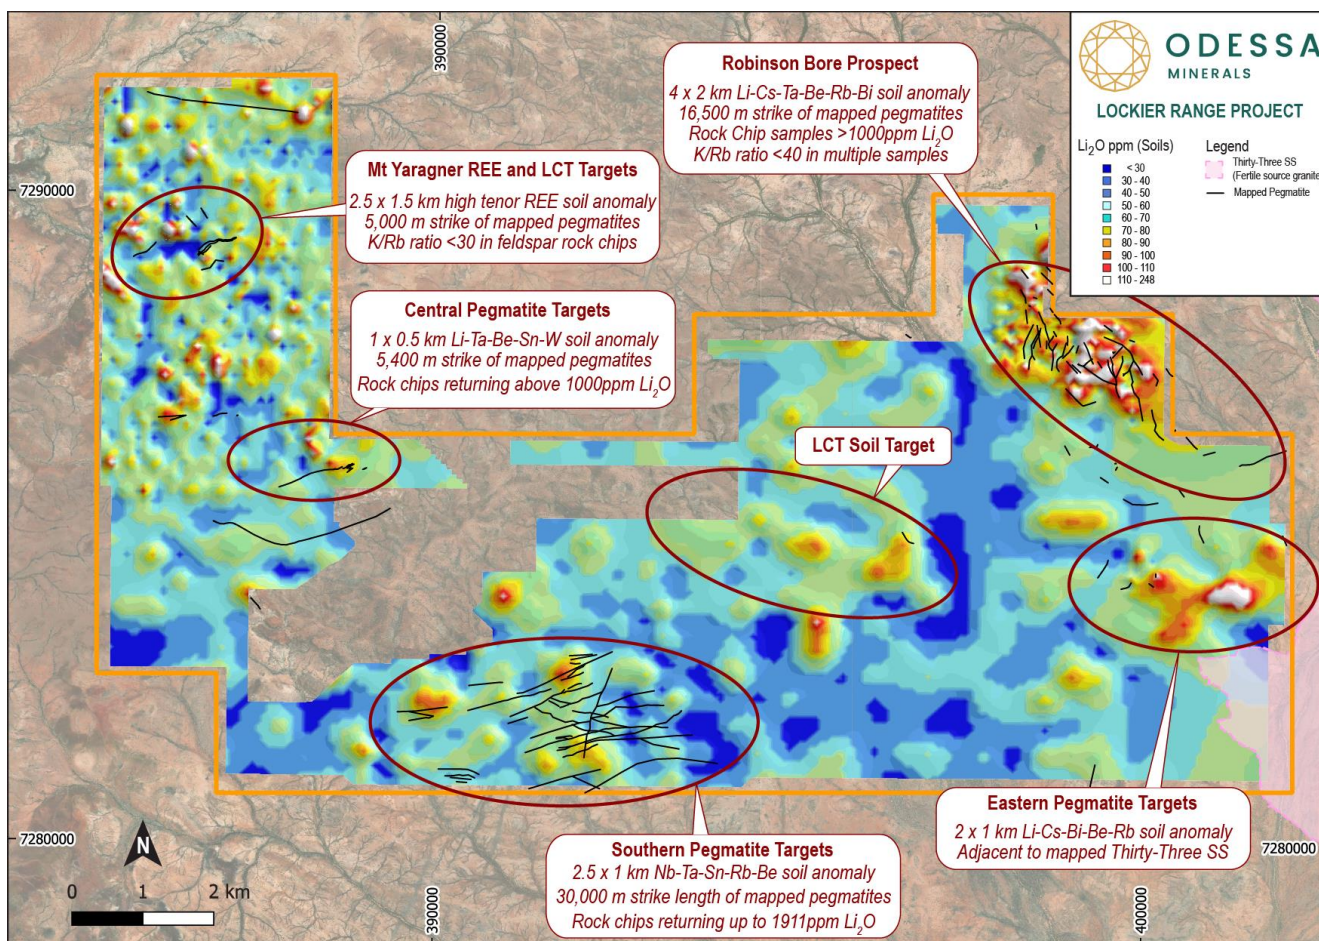 390000
ODESSA
MINERALS
LOCKIER RANGE PROJECT
Li₂O ppm (Soils)
< 30
30 - 40
40 - 50
50 - 60
60 - 70
70 - 80
80 - 90
90 - 100
100 - 110
110 - 248
Legend
Thirty-Three SS
(Fertile source granite
Mapped Pegmatite
Robinson Bore Prospect
4 x 2 km Li-Cs-Ta-Be-Rb-Bi soil anomaly
16,500 m strike of mapped pegmatites
Rock Chip samples >1000ppm Li₂O
K/Rb ratio <40 in multiple samples
7290000
Mt Yaragner REE and LCT Targets
2.5 x 1.5 km high tenor REE soil anomaly
5,000 m strike of mapped pegmatites
K/Rb ratio <30 in feldspar rock chips
Central Pegmatite Targets
1 x 0.5 km Li-Ta-Be-Sn-W soil anomaly
5,400 m strike of mapped pegmatites
Rock chips returning above 1000ppm Li₂O
LCT Soil Target
Eastern Pegmatite Targets
2 x 1 km Li-Cs-Bi-Be-Rb soil anomaly
Adjacent to mapped Thirty-Three SS
7280000
7280000
Southern Pegmatite Targets
2.5 x 1 km Nb-Ta-Sn-Rb-Be soil anomaly
30,000 m strike length of mapped pegmatites
Rock chips returning up to 1911ppm Li₂O
N
0 1 2 km
390000
400000